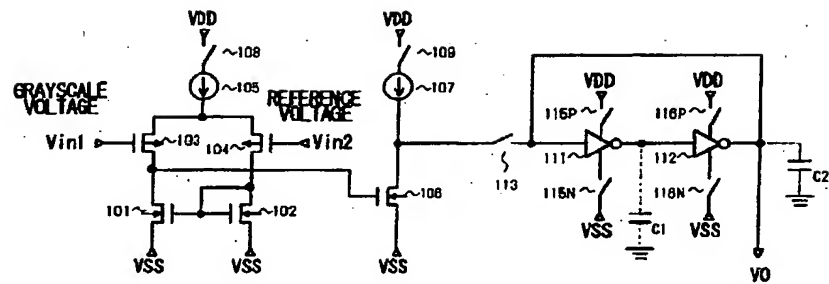 VDD
108
105
GRAYSCALE
VOLTAGE
REFERENCE
VOLTAGE
Vin1
103
104
Vin2
101
102
VSS
VSS
VDD
109
107
106
VSS
113
VDD
115P
111
115N
VSS
C1
VDD
116P
112
116N
VSS
C2
VO